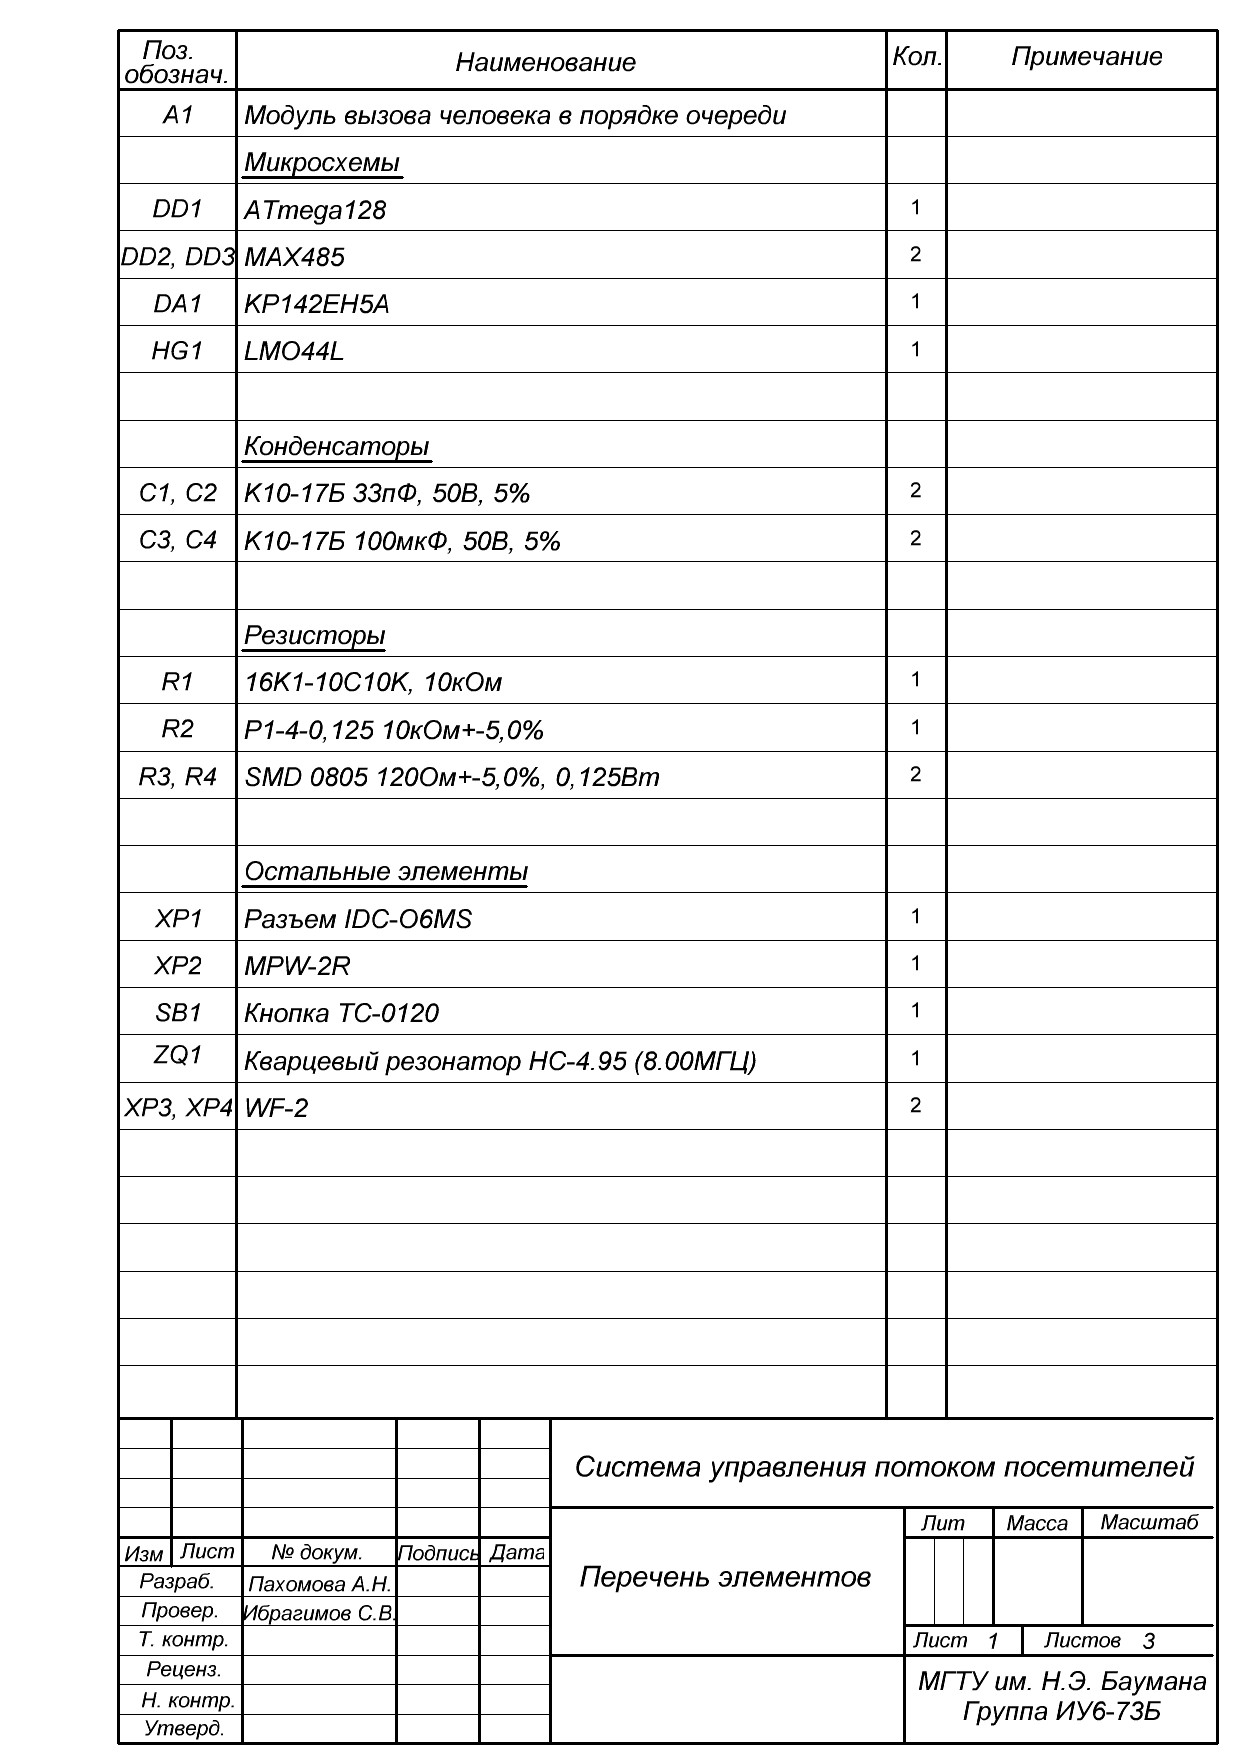 Поз. обознач. Наименование Кол. Примечание
A1 Модуль вызова человека в порядке очереди
Микросхемы
DD1 ATmega128 1
DD2, DD3 MAX485 2
DA1 КР142ЕН5А 1
HG1 LMO44L 1
Конденсаторы
C1, C2 К10-17Б 33пФ, 50В, 5% 2
C3, C4 К10-17Б 100мкФ, 50В, 5% 2
Резисторы
R1 16K1-10C10K, 10кОм 1
R2 Р1-4-0,125 10кОм+-5,0% 1
R3, R4 SMD 0805 120Ом+-5,0%, 0,125Вт 2
Остальные элементы
XP1 Разъем IDC-O6MS 1
XP2 MPW-2R 1
SB1 Кнопка TC-0120 1
ZQ1 Кварцевый резонатор НС-4.95 (8.00МГЦ) 1
XP3, XP4 WF-2 2
Система управления потоком посетителей
Лит Масса Масштаб
Изм Лист № докум. Подпись Дата
Перечень элементов
Разраб. Пахомова А.Н.
Провер. Ибрагимов С.В.
Т. контр.
Лист 1 Листов 3
Реценз.
Н. контр.
Утверд.
МГТУ им. Н.Э. Баумана
Группа ИУ6-73Б